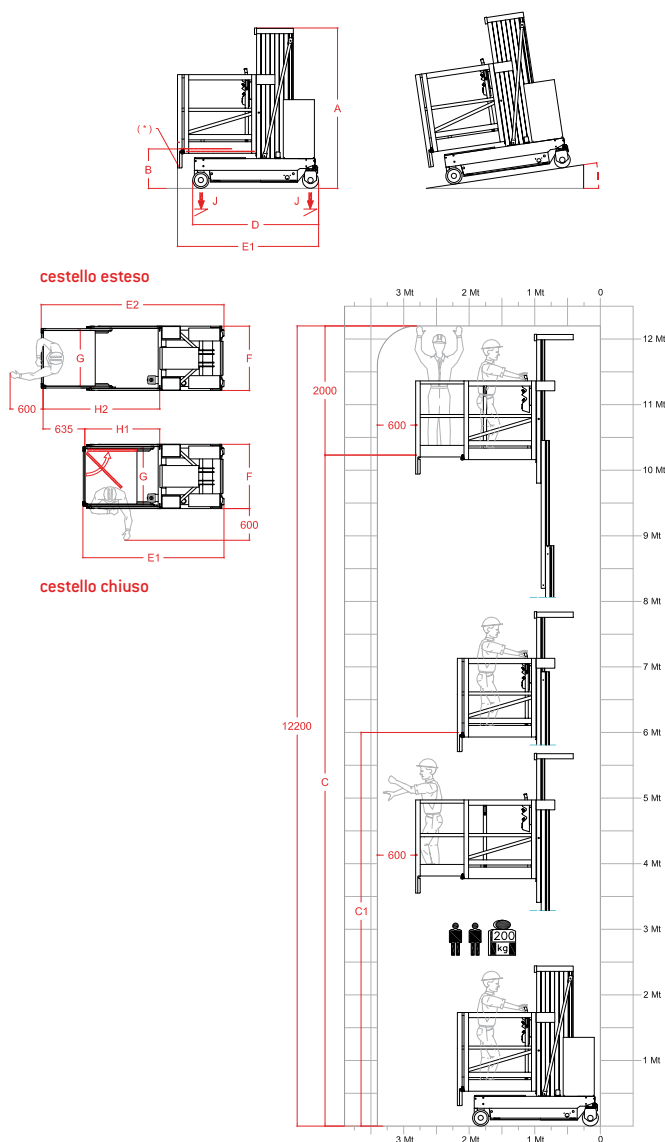 A
(*)
B
J
J
D
E1
I
cestello esteso
E2
G
F
600
H2
635
H1
G
F
600
E1
cestello chiuso
3 Mt
2 Mt
1 Mt
0
12 Mt
2000
11 Mt
600
10 Mt
9 Mt
8 Mt
7 Mt
12200
6 Mt
C
5 Mt
600
4 Mt
C1
200
kg
3 Mt
2 Mt
1 Mt
3 Mt
2 Mt
1 Mt
0